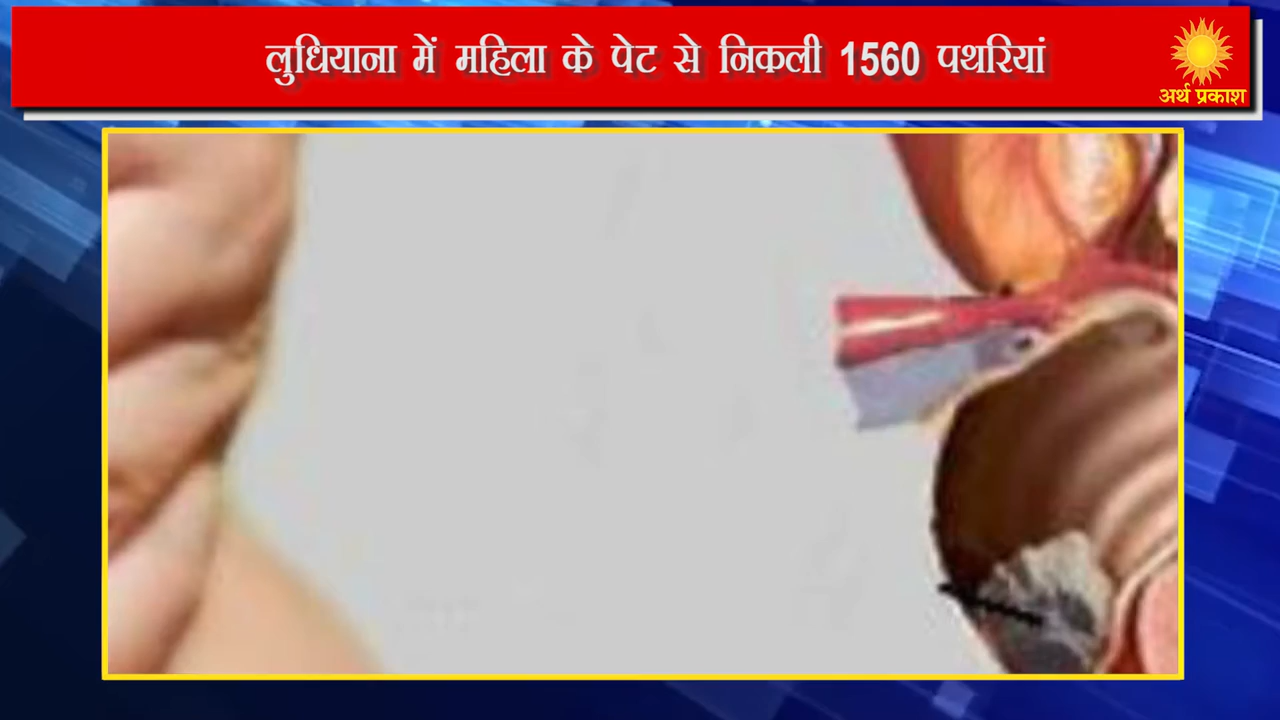 लुधियाना में महिला के पेट से निकली 1560 पथरियां
अर्थ प्रकाश